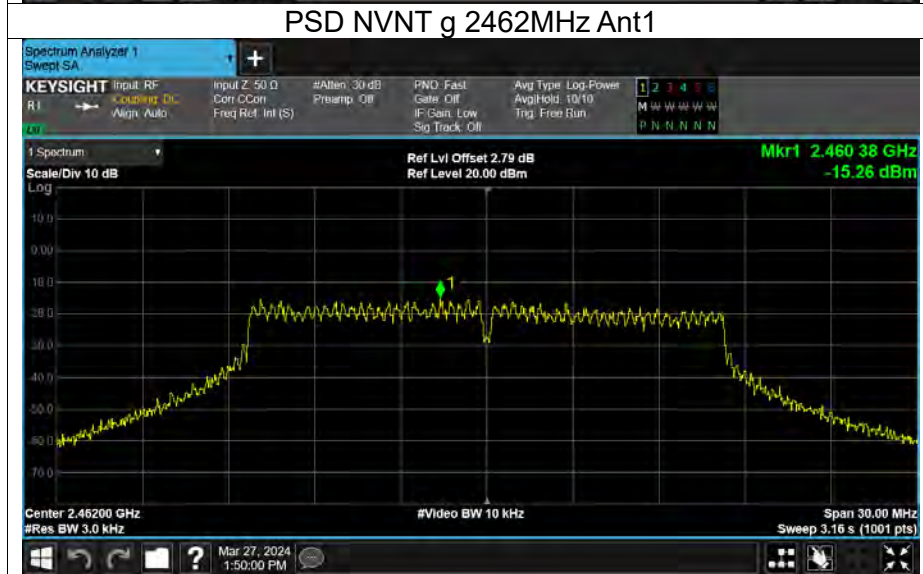 PSD NVNT g 2462MHz Ant1
Spectrum Analyzer 1
Swept SA
+
KEYSIGHT Input: RF
Coupling: DC
Align: Auto
Input Z: 50 Ω
Corr CCorr
Freq Ref: Int (S)
#Atten: 30 dB
Preamp: Off
PNO: Fast
Gate: Off
IF Gain: Low
Sig Track: Off
Avg Type: Log-Power
Avg|Hold: 10/10
Trig: Free Run
1 2 3 4 5 6
M W W W W W
P N N N N N
1 Spectrum
Scale/Div 10 dB
Log
Ref Lvl Offset 2.79 dB
Ref Level 20.00 dBm
Mkr1 2.460 38 GHz
-15.26 dBm
10.0
0.00
-10.0
-20.0
-30.0
-40.0
-50.0
-60.0
-70.0
1
Center 2.46200 GHz
#Res BW 3.0 kHz
#Video BW 10 kHz
Span 30.00 MHz
Sweep 3.16 s (1001 pts)
?
Mar 27, 2024
1:50:00 PM